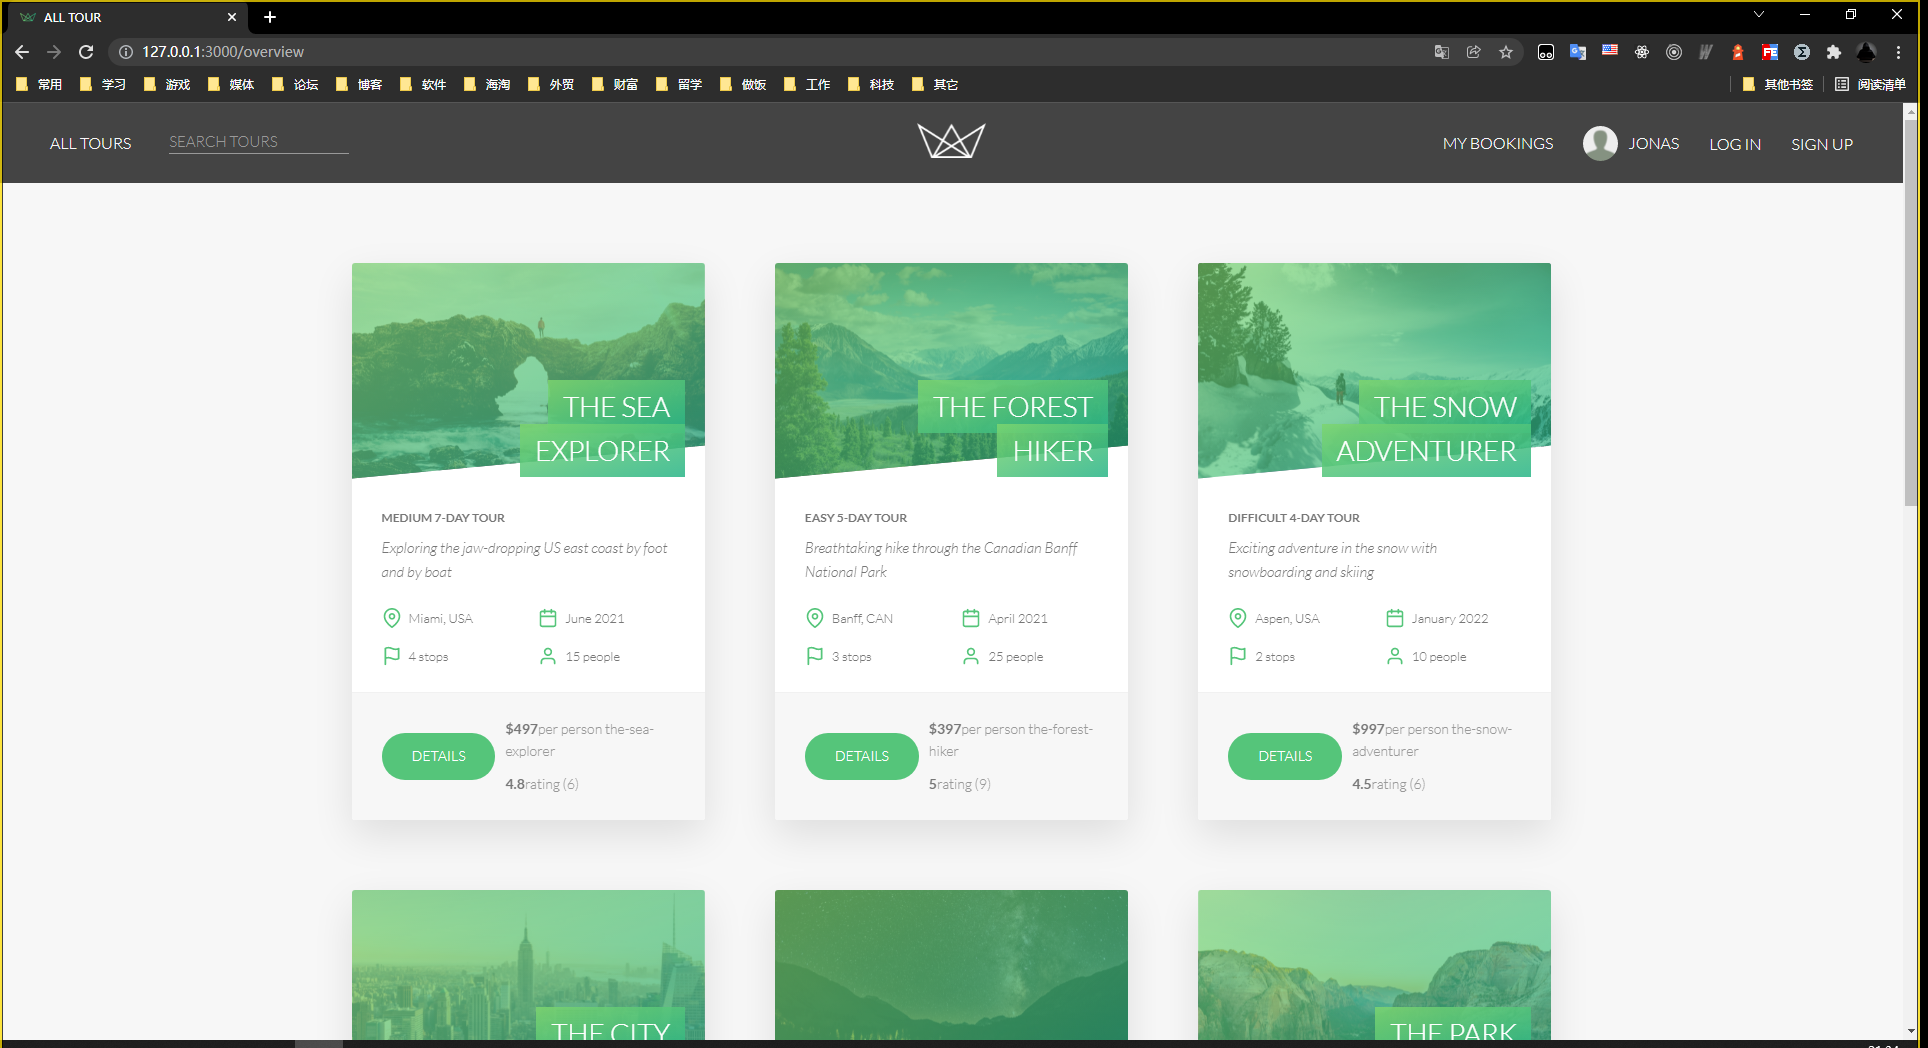 ALL TOUR
127.0.0.1:3000/overview
常用 学习 游戏 媒体 论坛 博客 软件 海淘 外贸 财富 留学 做饭 工作 科技 其它 其他书签 阅读清单
ALL TOURS SEARCH TOURS MY BOOKINGS JONAS LOG IN SIGN UP
THE SEA
EXPLORER
MEDIUM 7-DAY TOUR
Exploring the jaw-dropping US east coast by foot
and by boat
Miami, USA June 2021
4 stops 15 people
DETAILS
$497per person the-sea-
explorer
4.8rating (6)
THE FOREST
HIKER
EASY 5-DAY TOUR
Breathtaking hike through the Canadian Banff
National Park
Banff, CAN April 2021
3 stops 25 people
DETAILS
$397per person the-forest-
hiker
5rating (9)
THE SNOW
ADVENTURER
DIFFICULT 4-DAY TOUR
Exciting adventure in the snow with
snowboarding and skiing
Aspen, USA January 2022
2 stops 10 people
DETAILS
$997per person the-snow-
adventurer
4.5rating (6)
THE CITY
THE PARK